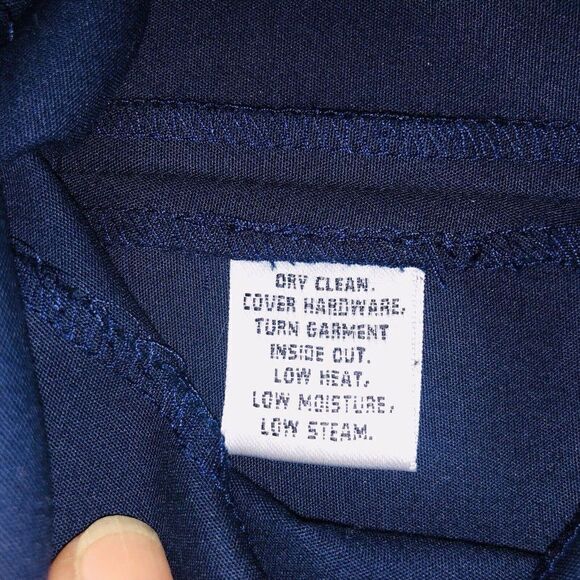 DRY CLEAN.
COVER HARDWARE,
TURN GARMENT
INSIDE OUT.
LOW HEAT,
LOW MOISTURE,
LOW STEAM.